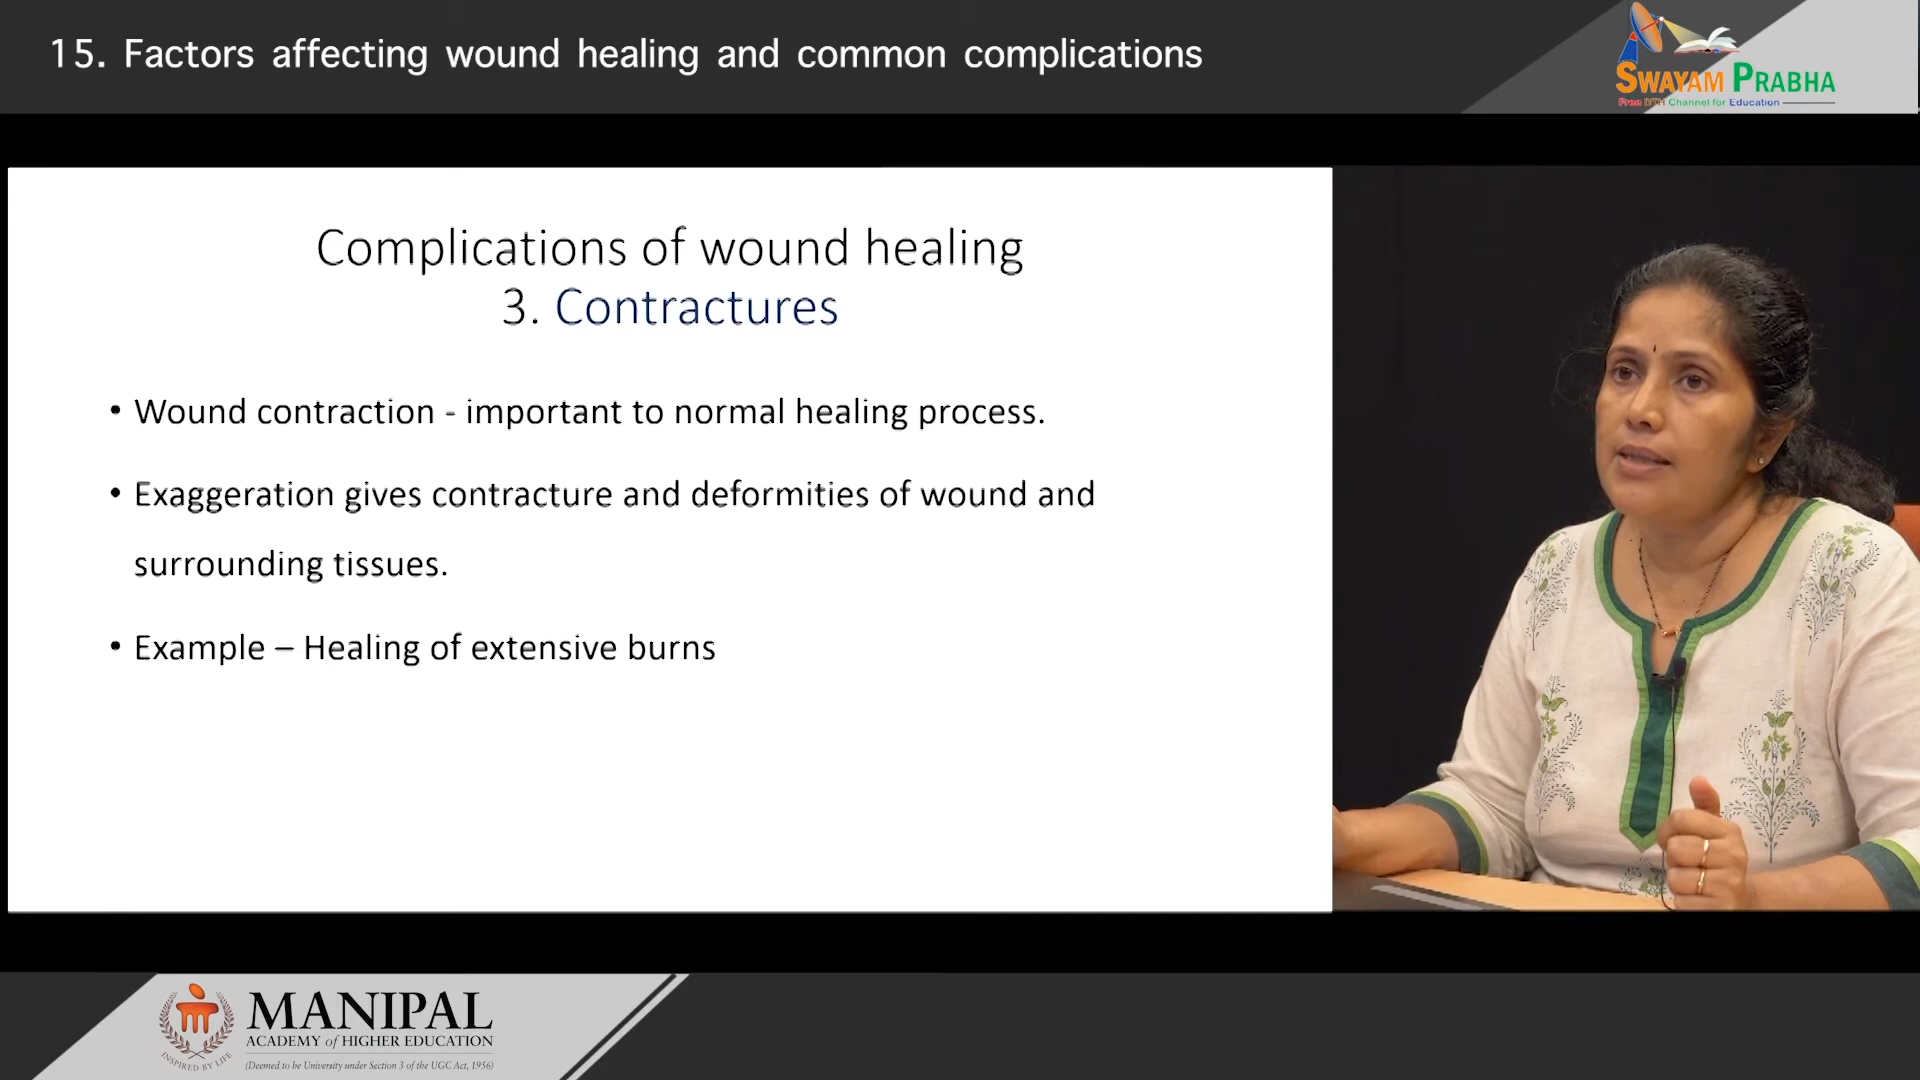 15. Factors affecting wound healing and common complications
SWAYAM PRABHA
Free DTH Channel for Education
Complications of wound healing
3. Contractures
• Wound contraction - important to normal healing process.
• Exaggeration gives contracture and deformities of wound and
surrounding tissues.
• Example – Healing of extensive burns
INSPIRED BY LIFE
MANIPAL
ACADEMY of HIGHER EDUCATION
(Deemed to be University under Section 3 of the UGC Act, 1956)